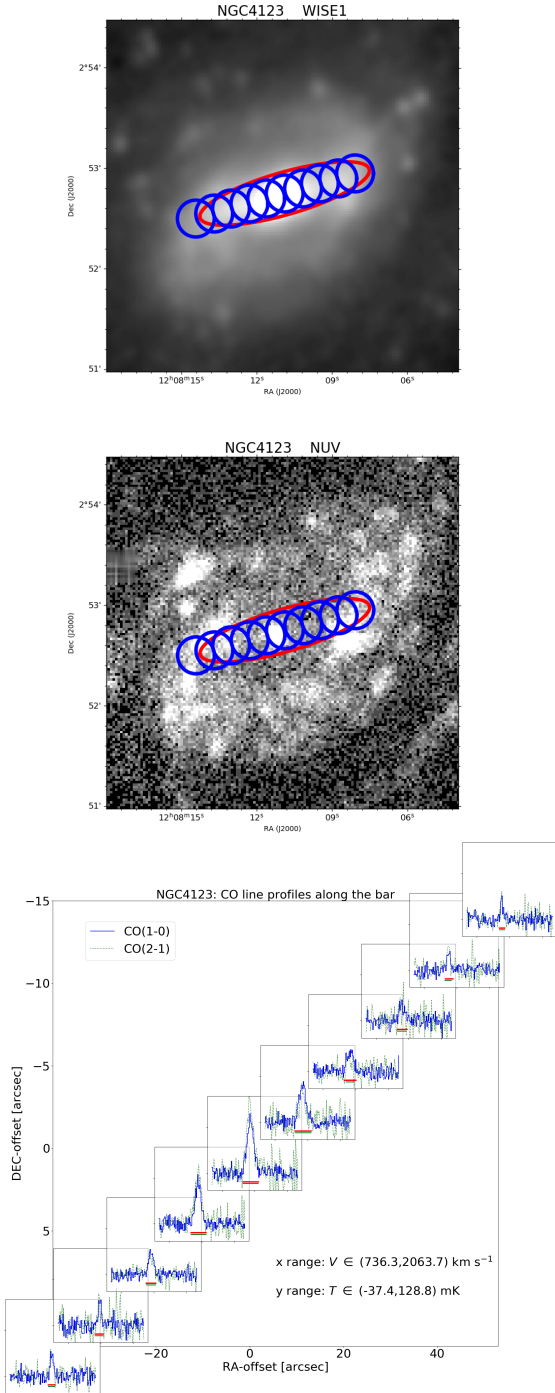 NGC4123 WISE1
2°54'
53'
52'
51'
Dec (J2000)
12h08m15s 12s 09s 06s
RA (J2000)
NGC4123 NUV
2°54'
53'
52'
51'
Dec (J2000)
12h08m15s 12s 09s 06s
RA (J2000)
NGC4123: CO line profiles along the bar
CO(1-0)
CO(2-1)
−15
−10
−5
0
5
DEC-offset [arcsec]
x range: V ∈ (736.3,2063.7) km s⁻¹
y range: T ∈ (-37.4,128.8) mK
−20 0 20 40
RA-offset [arcsec]